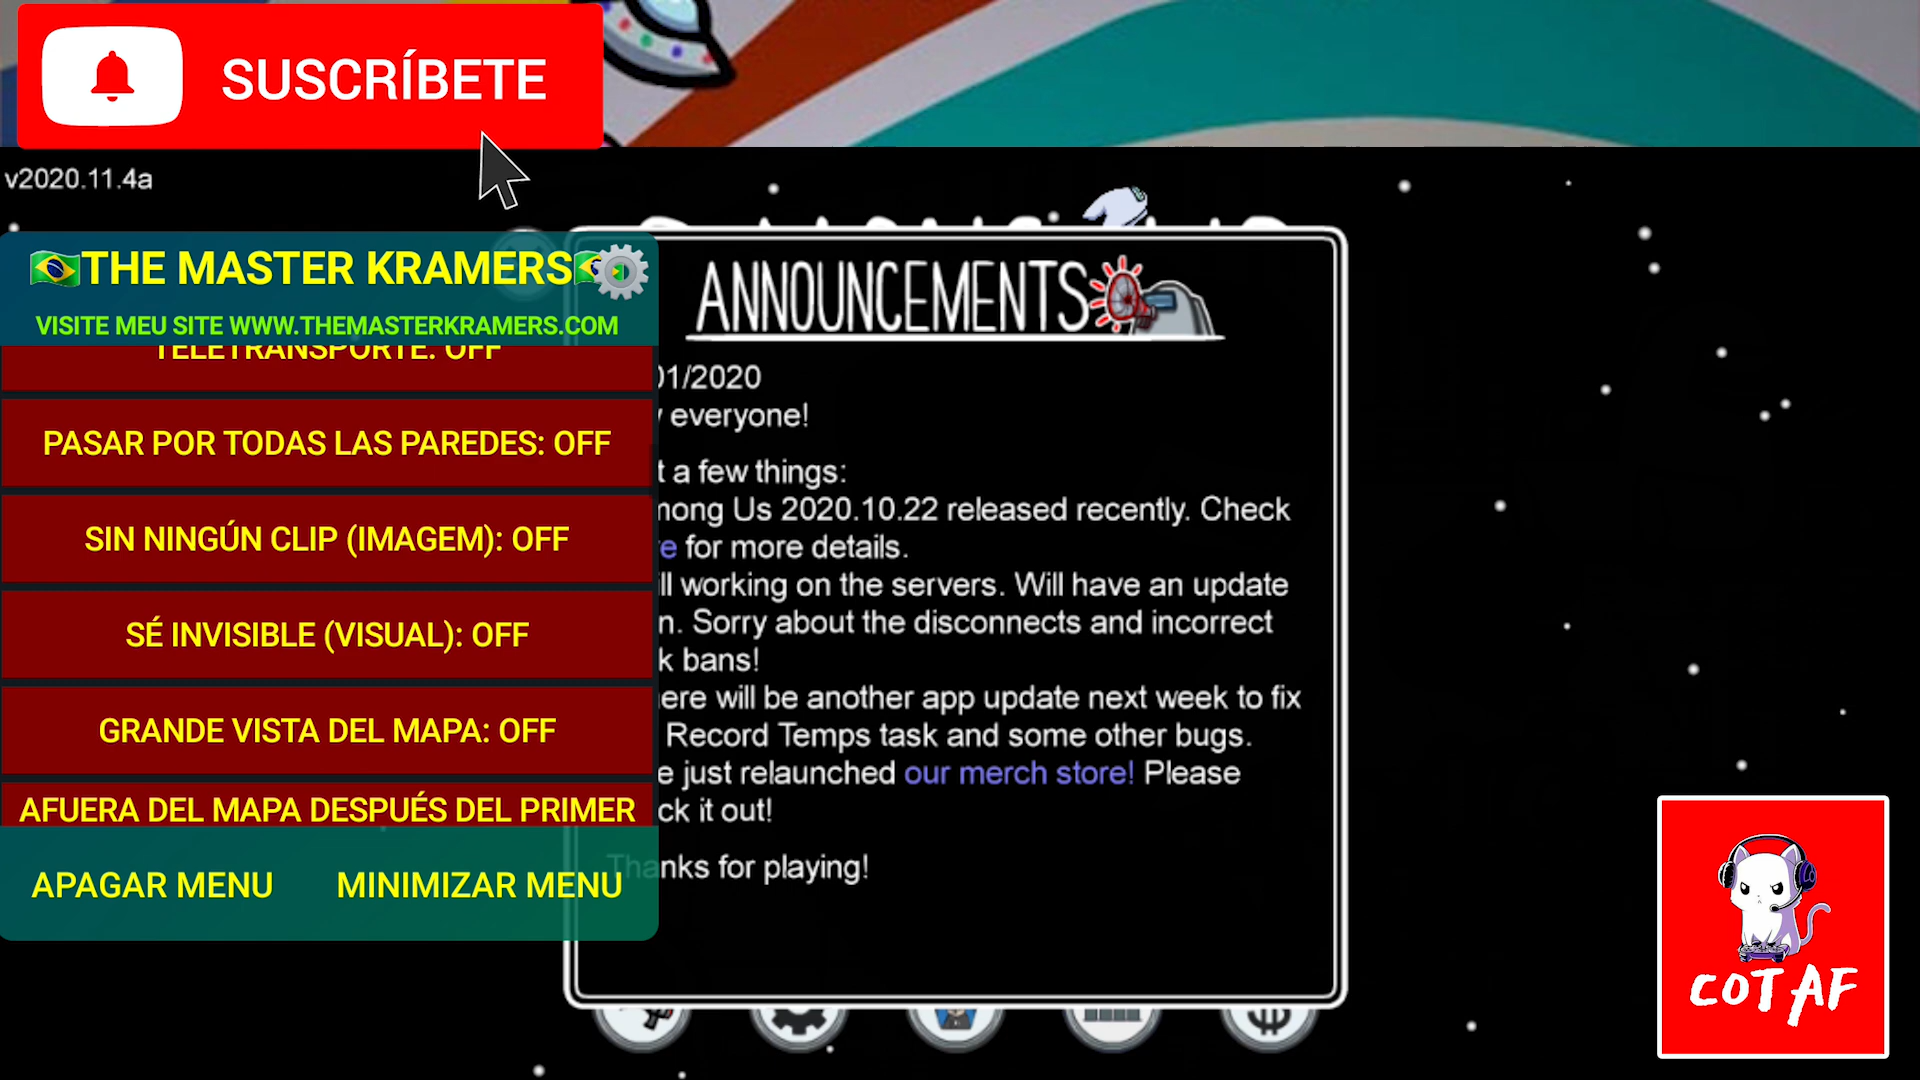 SUSCRÍBETE
v2020.11.4a
THE MASTER KRAMERS
VISITE MEU SITE WWW.THEMASTERKRAMERS.COM
TELETRANSPORTE: OFF
PASAR POR TODAS LAS PAREDES: OFF
SIN NINGÚN CLIP (IMAGEM): OFF
SÉ INVISIBLE (VISUAL): OFF
GRANDE VISTA DEL MAPA: OFF
AFUERA DEL MAPA DESPUÉS DEL PRIMER
APAGAR MENU MINIMIZAR MENU
ANNOUNCEMENTS
01/2020
everyone!
a few things:
mong Us 2020.10.22 released recently. Check
for more details.
ll working on the servers. Will have an update
n. Sorry about the disconnects and incorrect
k bans!
ere will be another app update next week to fix
Record Temps task and some other bugs.
e just relaunched our merch store! Please
ck it out!
Thanks for playing!
COTAF